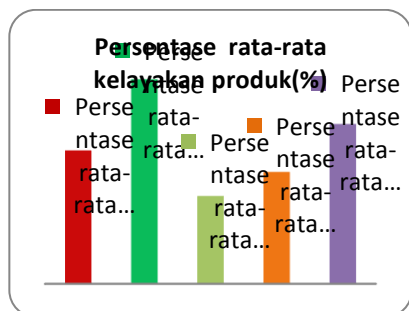 Persentase rata-rata
kelayakan produk(%)
Perse
ntase
rata-
rata...
Perse
ntase
rata-
rata...
Perse
ntase
rata-
rata...
Perse
ntase
rata-
rata...
Perse
ntase
rata-
rata...